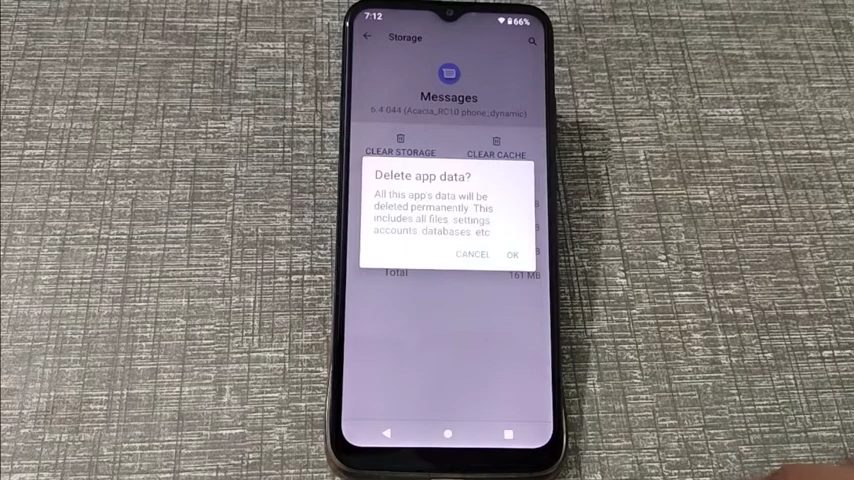 7:12 66%
Storage
Messages
6.4.044 (Acacia_RC10.phone_dynamic)
CLEAR STORAGE CLEAR CACHE
Delete app data?
All this app's data will be
deleted permanently. This
includes all files, settings,
accounts, databases, etc.
CANCEL OK
Total 161 MB